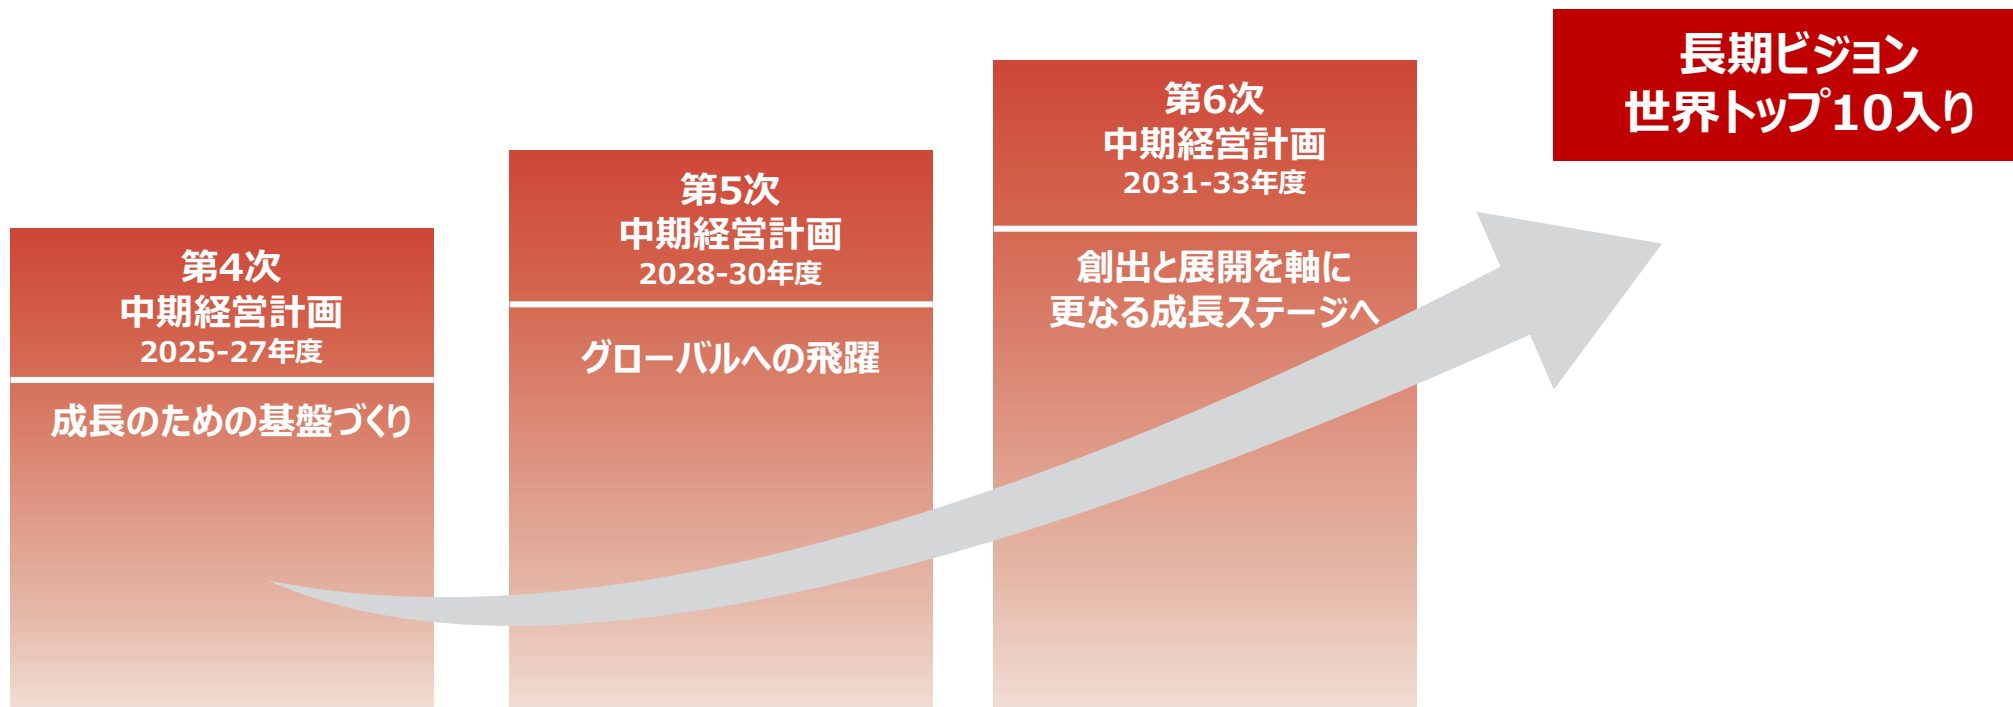 第4次
中期経営計画
2025-27年度
成長のための基盤づくり
第5次
中期経営計画
2028-30年度
グローバルへの飛躍
第6次
中期経営計画
2031-33年度
創出と展開を軸に
更なる成長ステージへ
長期ビジョン
世界トップ10入り